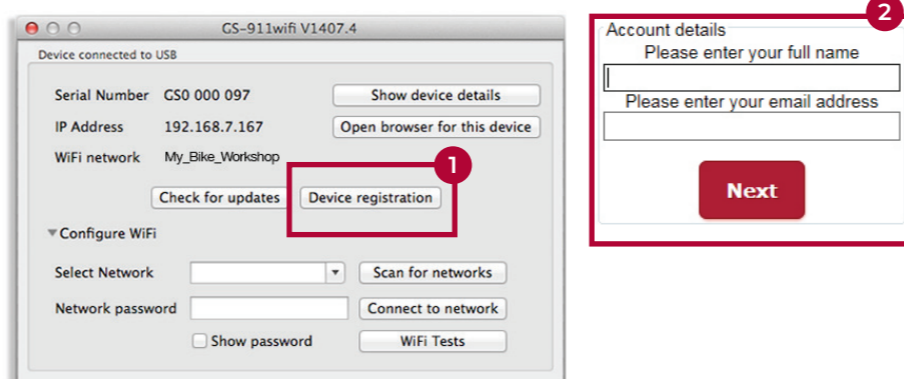 GS-911wifi V1407.4
Device connected to USB
Serial Number GS0 000 097 Show device details
IP Address 192.168.7.167 Open browser for this device
WiFi network My_Bike_Workshop
1
Check for updates Device registration
Configure WiFi
Select Network Scan for networks
Network password Connect to network
Show password WiFi Tests
2
Account details
Please enter your full name
Please enter your email address
Next